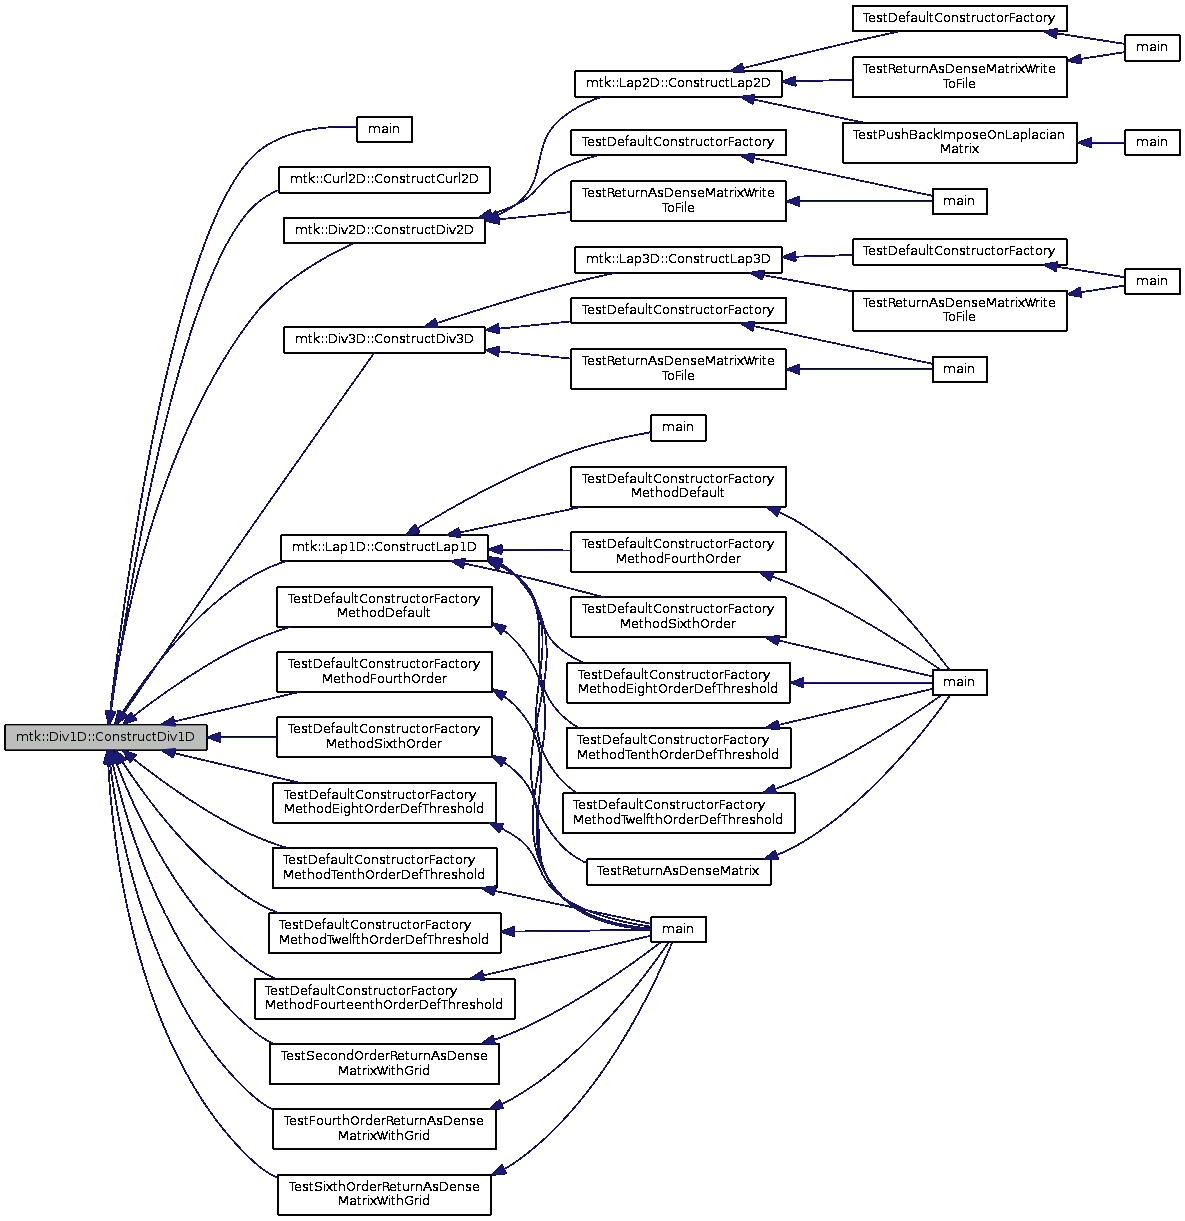 TestDefaultConstructorFactory
main
TestReturnAsDenseMatrixWrite
ToFile
mtk::Lap2D::ConstructLap2D
main
TestPushBackImposeOnLaplacian
Matrix
main
TestDefaultConstructorFactory
mtk::Curl2D::ConstructCurl2D
TestReturnAsDenseMatrixWrite
ToFile
main
mtk::Div2D::ConstructDiv2D
TestDefaultConstructorFactory
mtk::Lap3D::ConstructLap3D
main
TestReturnAsDenseMatrixWrite
ToFile
TestDefaultConstructorFactory
mtk::Div3D::ConstructDiv3D
TestReturnAsDenseMatrixWrite
ToFile
main
main
TestDefaultConstructorFactory
MethodDefault
mtk::Lap1D::ConstructLap1D
TestDefaultConstructorFactory
MethodFourthOrder
TestDefaultConstructorFactory
MethodDefault
TestDefaultConstructorFactory
MethodSixthOrder
TestDefaultConstructorFactory
MethodFourthOrder
TestDefaultConstructorFactory
MethodEightOrderDefThreshold
main
mtk::Div1D::ConstructDiv1D
TestDefaultConstructorFactory
MethodSixthOrder
TestDefaultConstructorFactory
MethodTenthOrderDefThreshold
TestDefaultConstructorFactory
MethodEightOrderDefThreshold
TestDefaultConstructorFactory
MethodTwelfthOrderDefThreshold
TestDefaultConstructorFactory
MethodTenthOrderDefThreshold
TestReturnAsDenseMatrix
TestDefaultConstructorFactory
MethodTwelfthOrderDefThreshold
main
TestDefaultConstructorFactory
MethodFourteenthOrderDefThreshold
TestSecondOrderReturnAsDense
MatrixWithGrid
TestFourthOrderReturnAsDense
MatrixWithGrid
TestSixthOrderReturnAsDense
MatrixWithGrid